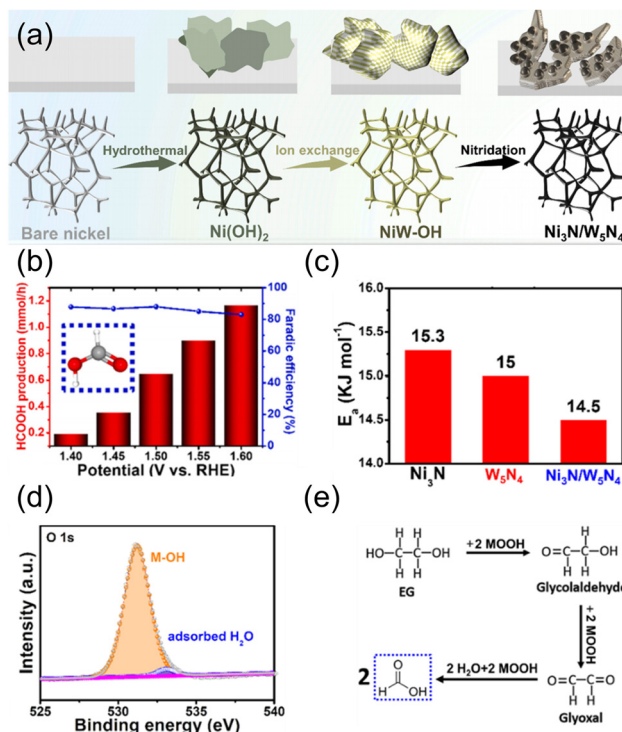 (a)
Hydrothermal
Ion exchange
Nitridation
Bare nickel
Ni(OH)₂
NiW-OH
Ni₃N/W₅N₄
(b)
HCOOH production (mmol/h)
1.2
1.0
0.8
0.6
0.4
0.2
100
80
60
40
20
0
Faradic efficiency (%)
1.40 1.45 1.50 1.55 1.60
Potential (V vs. RHE)
(c)
Eₐ (KJ mol⁻¹)
16.0
15.5
15.0
14.5
14.0
15.3
15
14.5
Ni₃N W₅N₄ Ni₃N/W₅N₄
(d)
O 1s
M-OH
adsorbed H₂O
Intensity (a.u.)
525 530 535 540
Binding energy (eV)
(e)
H H
HO C C OH
H H
EG
+2 MOOH
H
O=C C OH
H H
Glycolaldehyde
+2 MOOH
O=C C=O
H H
Glyoxal
2 H₂O+2 MOOH
2
O
H OH